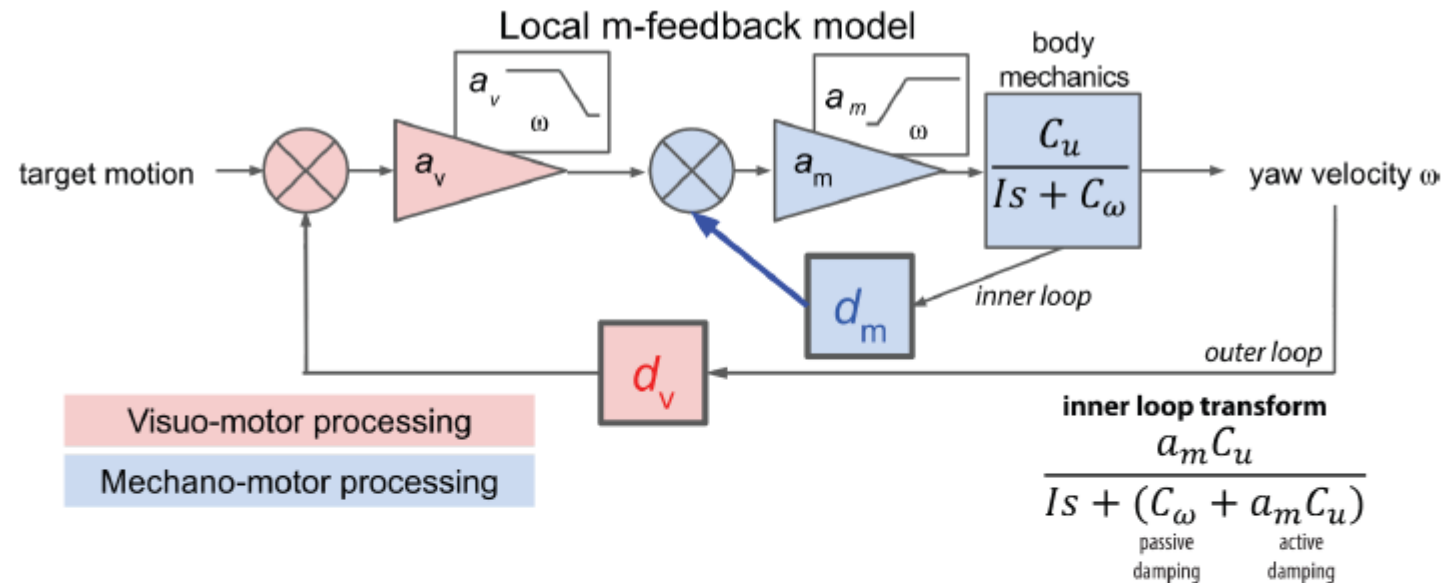 Local m-feedback model
body
mechanics
a_v
ω
a_m
ω
target motion
a_v
a_m
C_u
Is + C_ω
yaw velocity ω
d_m
inner loop
d_v
outer loop
Visuo-motor processing
Mechano-motor processing
inner loop transform
a_m C_u
Is + (C_ω + a_m C_u)
passive active
damping damping